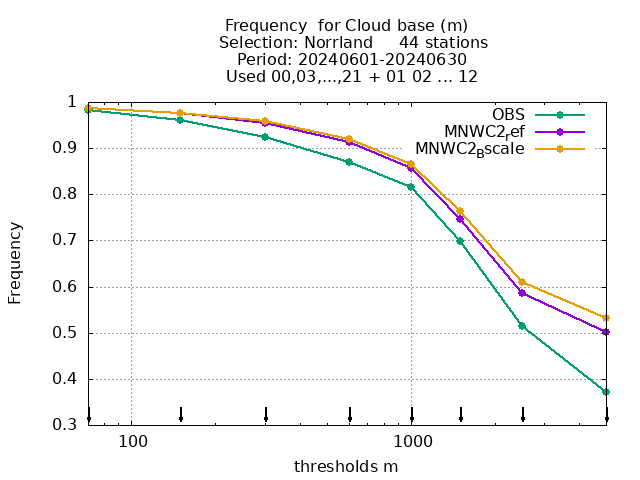 Frequency  for Cloud base (m)
Selection: Norrland     44 stations
Period: 20240601-20240630
Used 00,03,...,21 + 01 02 ... 12
OBS
MNWC2ref
MNWC2Bscale
1
0.9
0.8
0.7
0.6
0.5
0.4
0.3
Frequency
100
1000
thresholds m